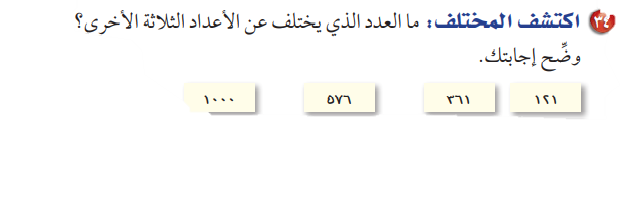 ٣٤ اكتشف المختلف: ما العدد الذي يختلف عن الأعداد الثلاثة الأخرى؟
وضِّح إجابتك.
١٢١ ٣٦١ ٥٧٦ ١٠٠٠